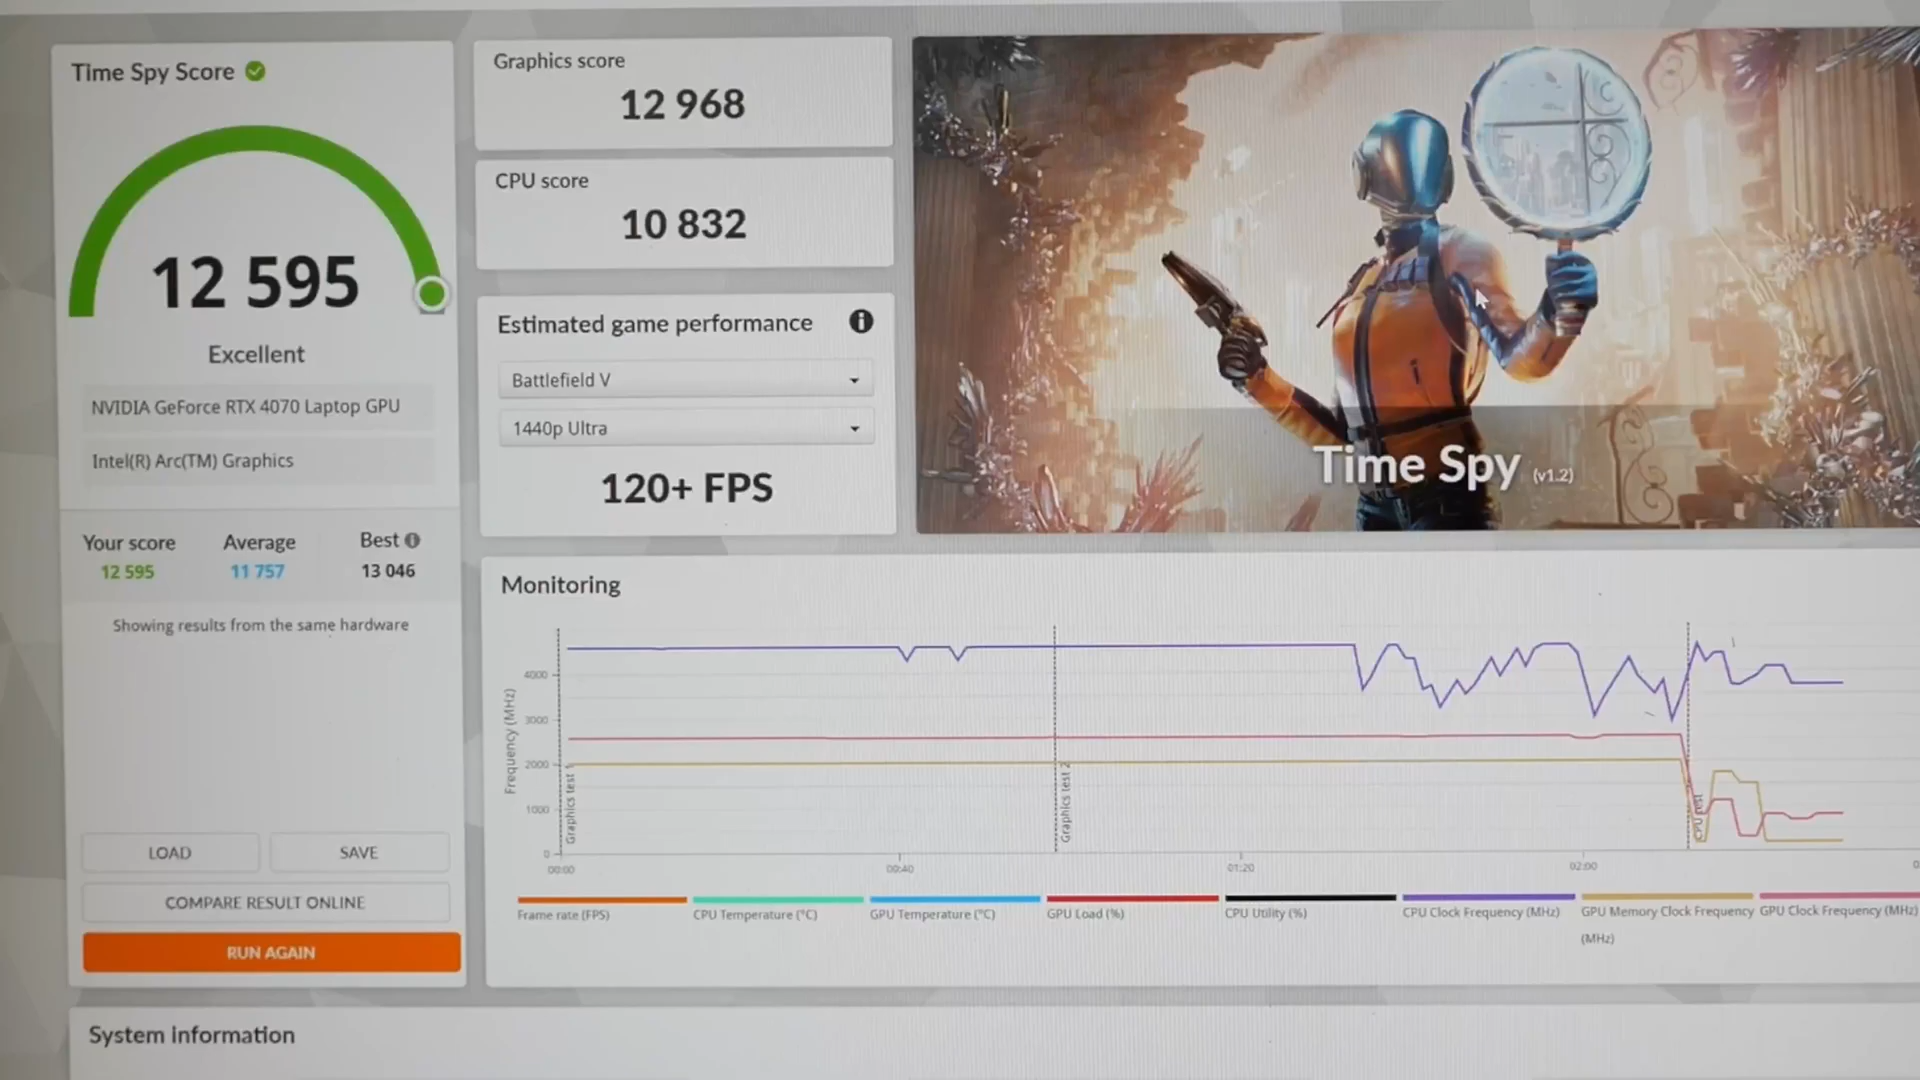 Time Spy Score
12 595
Excellent
NVIDIA GeForce RTX 4070 Laptop GPU
Intel(R) Arc(TM) Graphics
Your score
Average
Best
12 595
11 757
13 046
Showing results from the same hardware
LOAD
SAVE
COMPARE RESULT ONLINE
RUN AGAIN
Graphics score
12 968
CPU score
10 832
Estimated game performance
Battlefield V
1440p Ultra
120+ FPS
Time Spy (v1.2)
Monitoring
Frequency (MHz)
4000
3000
2000
1000
0
Graphics test 1
Graphics test 2
CPU test
00:00
00:40
01:20
02:00
Frame rate (FPS)
CPU Temperature (°C)
GPU Temperature (°C)
GPU Load (%)
CPU Utility (%)
CPU Clock Frequency (MHz)
GPU Memory Clock Frequency
(MHz)
GPU Clock Frequency (MHz)
System information